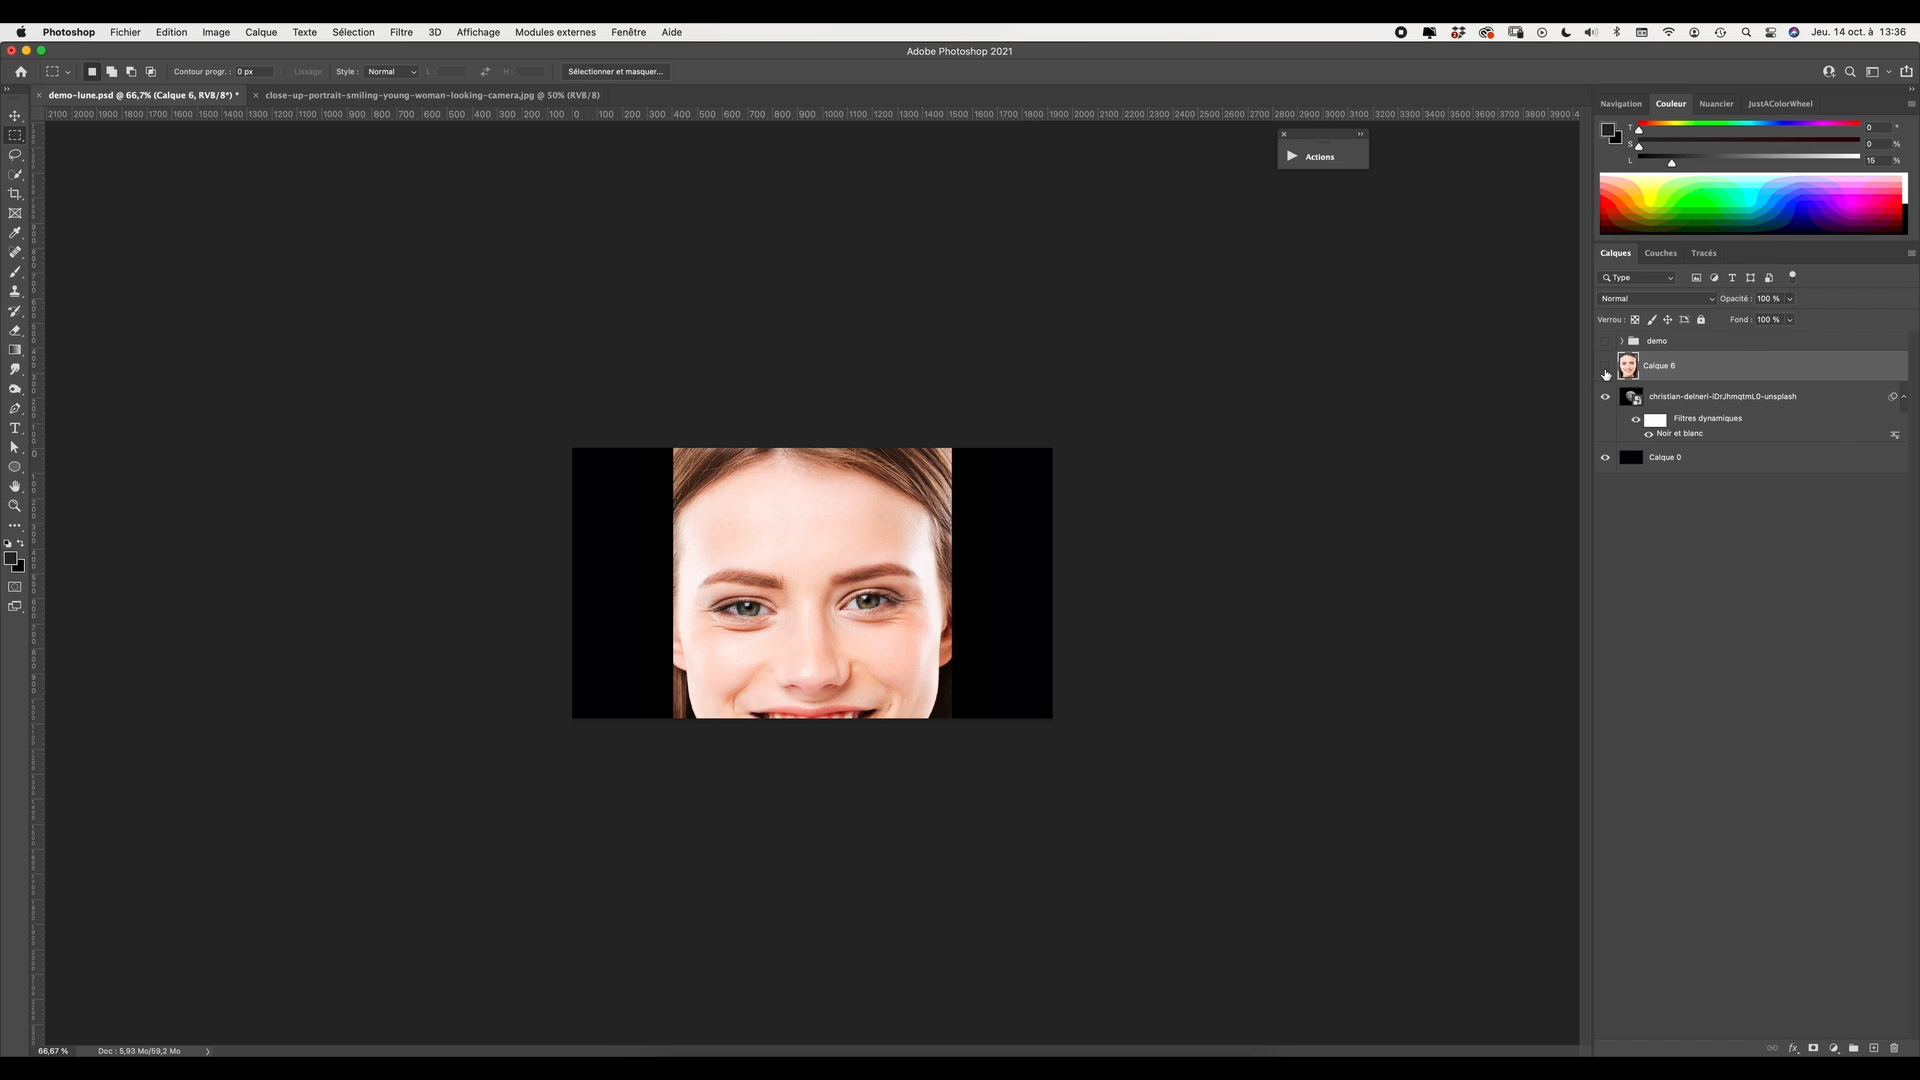 Photoshop Fichier Edition Image Calque Texte Sélection Filtre 3D Affichage Modules externes Fenêtre Aide Jeu. 14 oct. à 13:36
Adobe Photoshop 2021
Contour progr. : 0 px Lissage Style : Normal L : H : Sélectionner et masquer...
demo-lune.psd @ 66,7% (Calque 6, RVB/8*) * close-up-portrait-smiling-young-woman-looking-camera.jpg @ 50% (RVB/8)
2100 2000 1900 1800 1700 1600 1500 1400 1300 1200 1100 1000 900 800 700 600 500 400 300 200 100 0 100 200 300 400 500 600 700 800 900 1000 1100 1200 1300 1400 1500 1600 1700 1800 1900 2000 2100 2200 2300 2400 2500 2600 2700 2800 2900 3000 3100 3200 3300 3400 3500 3600 3700 3800 3900 4
Actions
Navigation Couleur Nuancier JustAColorWheel
T 0 °
S 0 %
L 15 %
Calques Couches Tracés
Type
Normal Opacité : 100 %
Verrou : Fond : 100 %
demo
Calque 6
christian-delneri-iDrJhmqtmL0-unsplash
Filtres dynamiques
Noir et blanc
Calque 0
66,67 % Doc : 5,93 Mo/59,2 Mo